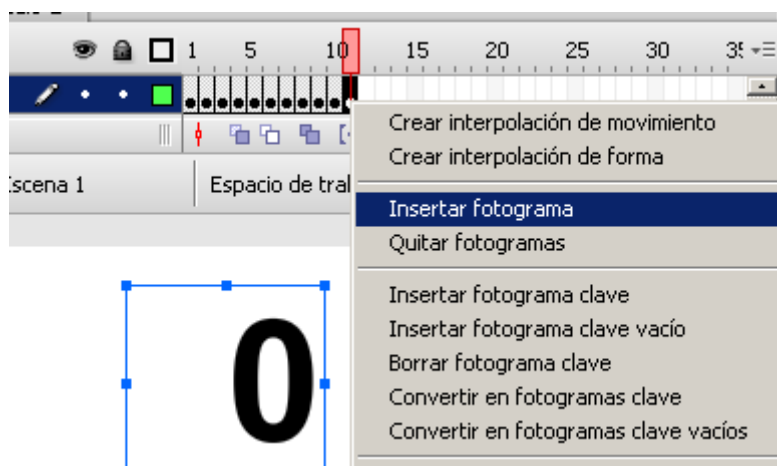 1 5 10 15 20 25 30
Crear interpolación de movimiento
Crear interpolación de forma
Escena 1 Espacio de tral
Insertar fotograma
Quitar fotogramas
Insertar fotograma clave
Insertar fotograma clave vacío
Borrar fotograma clave
Convertir en fotogramas clave
Convertir en fotogramas clave vacíos
0